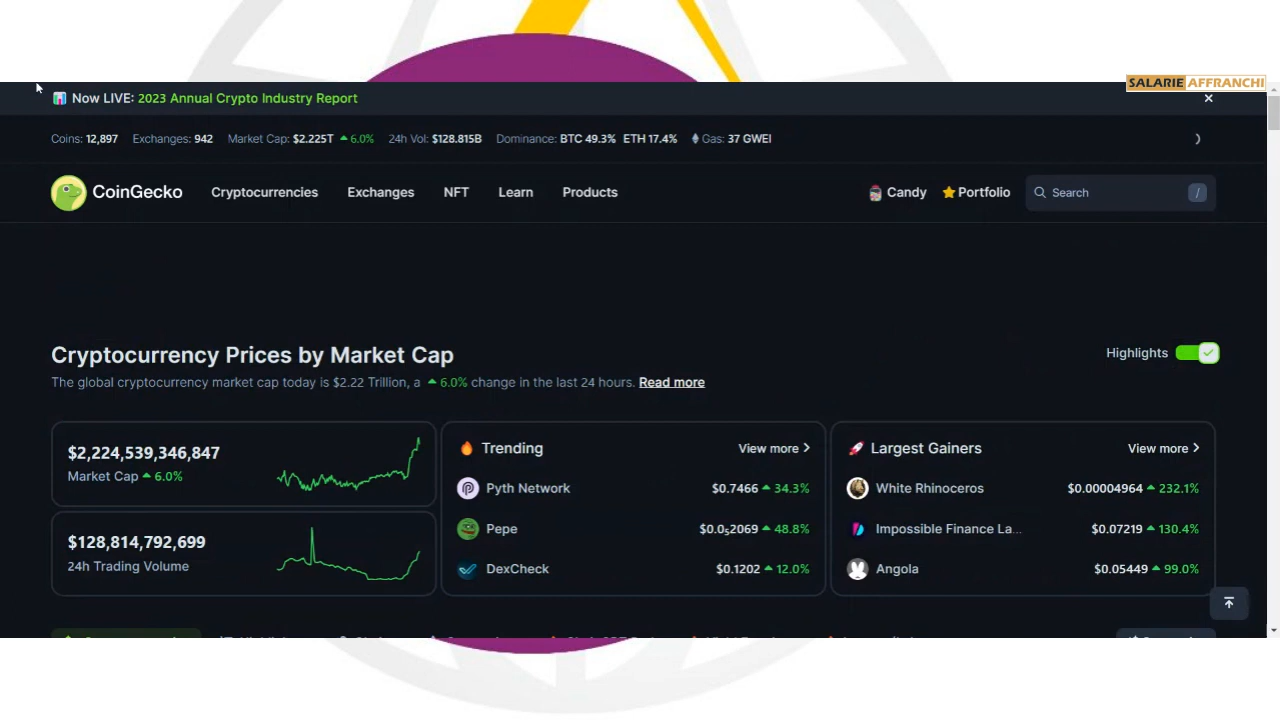 SALARIE AFFRANCHI
Now LIVE: 2023 Annual Crypto Industry Report
Coins: 12,897 Exchanges: 942 Market Cap: $2.225T 6.0% 24h Vol: $128.815B Dominance: BTC 49.3% ETH 17.4% Gas: 37 GWEI
CoinGecko Cryptocurrencies Exchanges NFT Learn Products Candy Portfolio Search /
Cryptocurrency Prices by Market Cap Highlights
The global cryptocurrency market cap today is $2.22 Trillion, a 6.0% change in the last 24 hours. Read more
$2,224,539,346,847
Market Cap 6.0%
$128,814,792,699
24h Trading Volume
Trending View more
Pyth Network $0.7466 34.3%
Pepe $0.0₅2069 48.8%
DexCheck $0.1202 12.0%
Largest Gainers View more
White Rhinoceros $0.00004964 232.1%
Impossible Finance La... $0.07219 130.4%
Angola $0.05449 99.0%